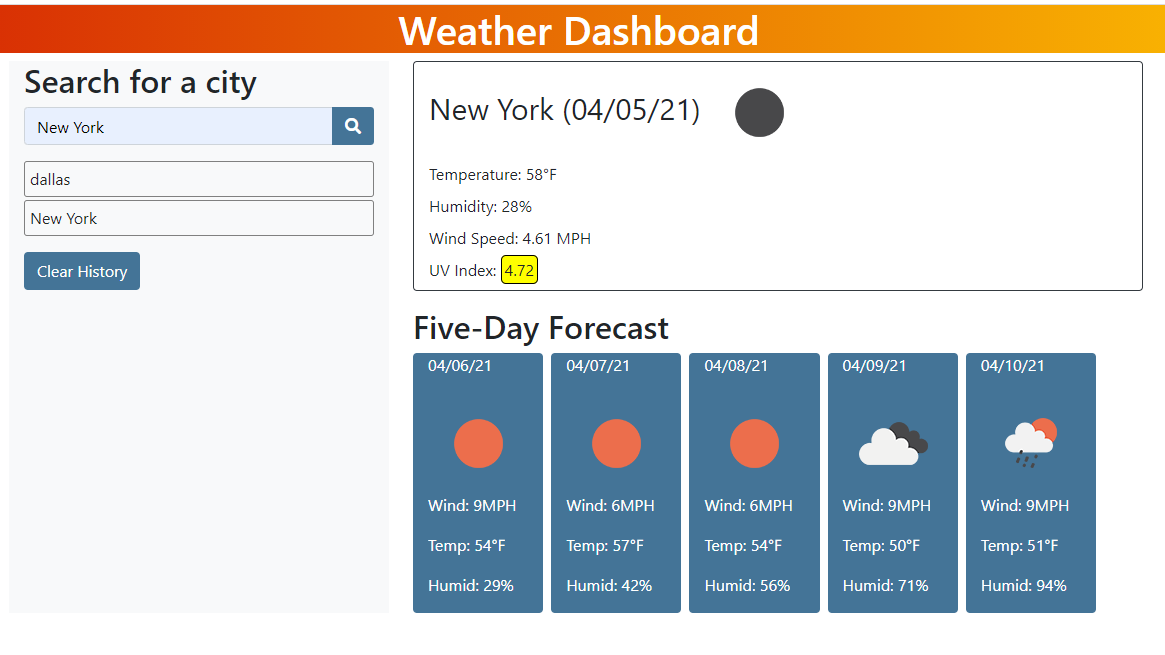 Weather Dashboard
Search for a city
New York
dallas
New York
Clear History
New York (04/05/21)
Temperature: 58°F
Humidity: 28%
Wind Speed: 4.61 MPH
UV Index: 4.72
Five-Day Forecast
04/06/21
Wind: 9MPH
Temp: 54°F
Humid: 29%
04/07/21
Wind: 6MPH
Temp: 57°F
Humid: 42%
04/08/21
Wind: 6MPH
Temp: 54°F
Humid: 56%
04/09/21
Wind: 9MPH
Temp: 50°F
Humid: 71%
04/10/21
Wind: 9MPH
Temp: 51°F
Humid: 94%